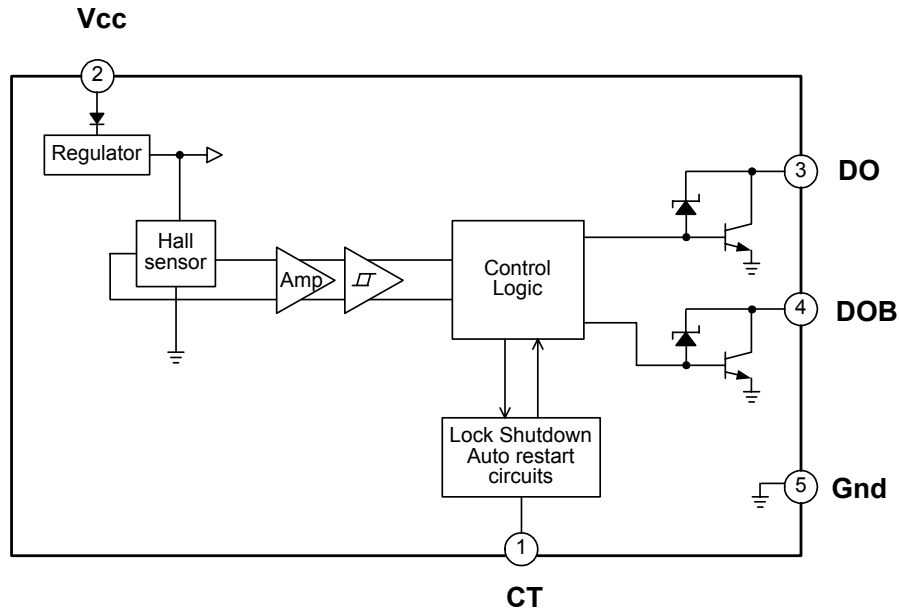 Vcc
2
Regulator
3
DO
Hall
sensor
Amp
Control
Logic
4
DOB
Lock Shutdown
Auto restart
circuits
5
Gnd
1
CT